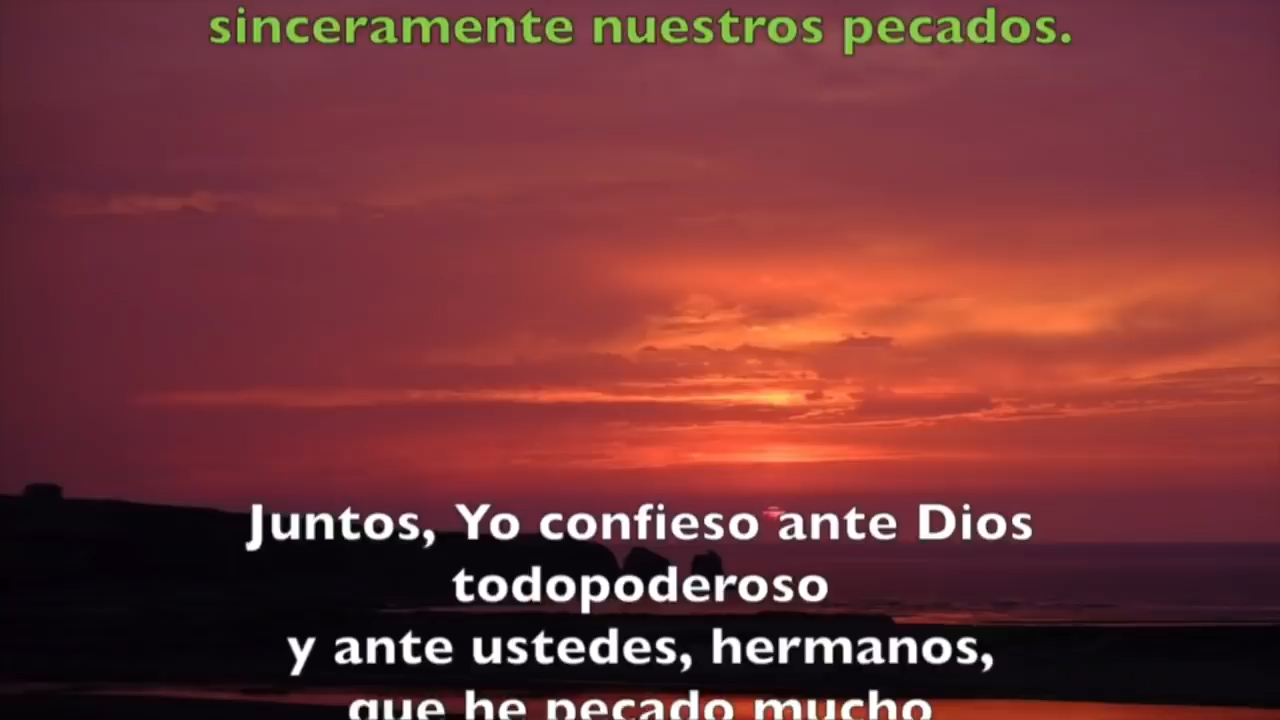 sinceramente nuestros pecados.
Juntos, Yo confieso ante Dios
todopoderoso
y ante ustedes, hermanos,
que he pecado mucho